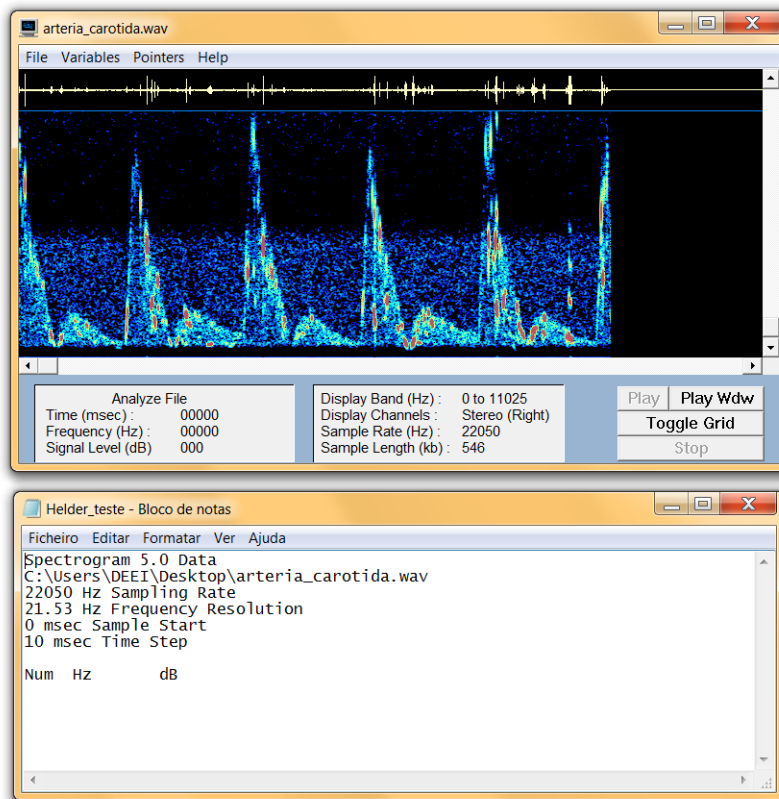 arteria_carotida.wav
File Variables Pointers Help
Analyze File
Time (msec) : 00000
Frequency (Hz) : 00000
Signal Level (dB) 000
Display Band (Hz) : 0 to 11025
Display Channels : Stereo (Right)
Sample Rate (Hz) : 22050
Sample Length (kb) : 546
Play Play Wdw
Toggle Grid
Stop
Helder_teste - Bloco de notas
Ficheiro Editar Formatar Ver Ajuda
Spectrogram 5.0 Data
C:\Users\DEEI\Desktop\arteria_carotida.wav
22050 Hz Sampling Rate
21.53 Hz Frequency Resolution
0 msec Sample Start
10 msec Time Step
Num Hz dB